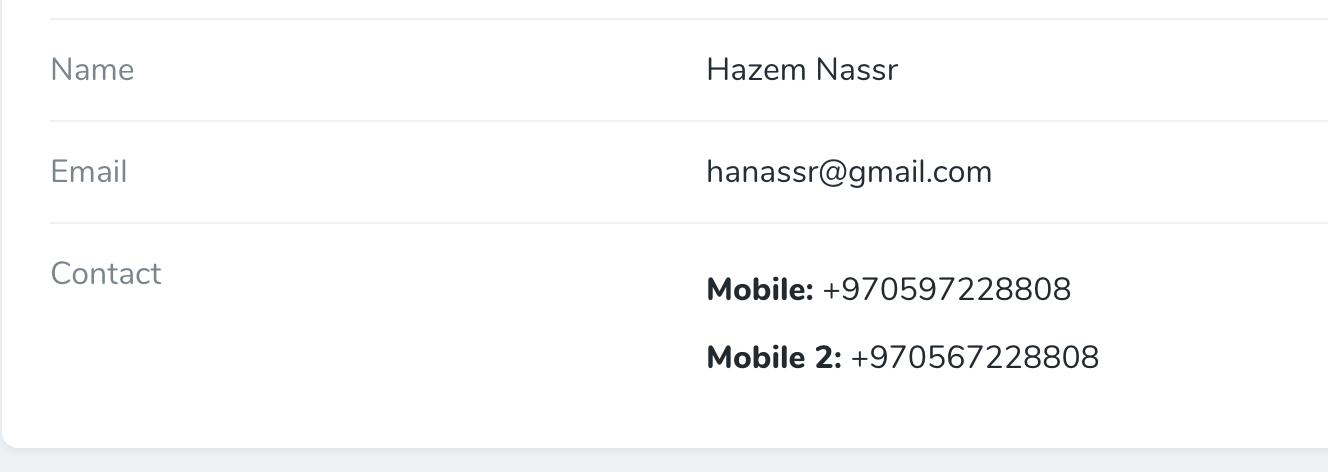 Name Hazem Nassr
Email hanassr@gmail.com
Contact
Mobile: +970597228808
Mobile 2: +970567228808